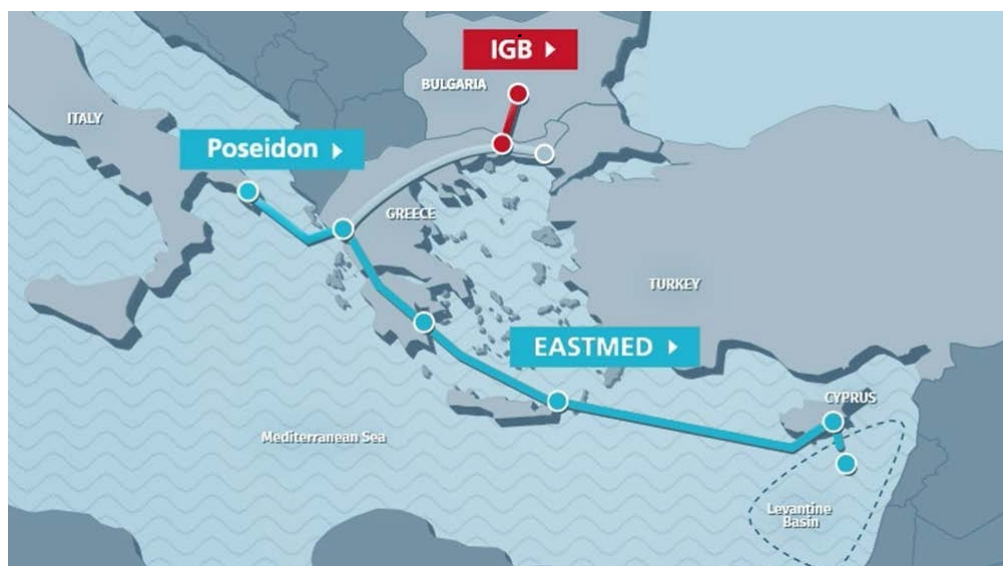 IGB
BULGARIA
ITALY
Poseidon
GREECE
TURKEY
EASTMED
CYPRUS
Mediterranean Sea
Levantine
Basin